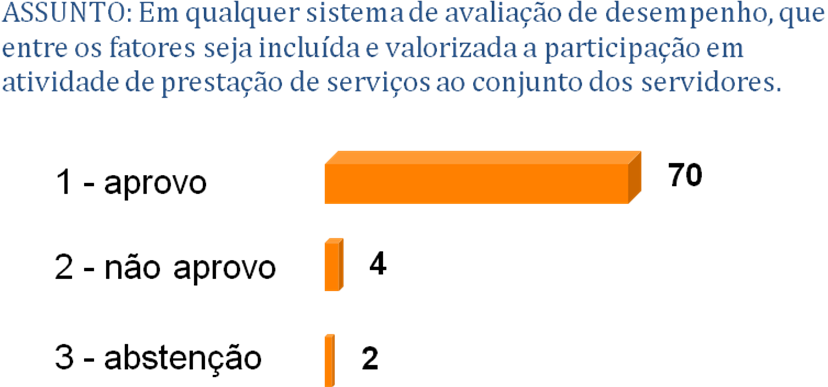 ASSUNTO: Em qualquer sistema de avaliação de desempenho, que
entre os fatores seja incluída e valorizada a participação em
atividade de prestação de serviços ao conjunto dos servidores.
1 - aprovo 70
2 - não aprovo 4
3 - abstenção 2